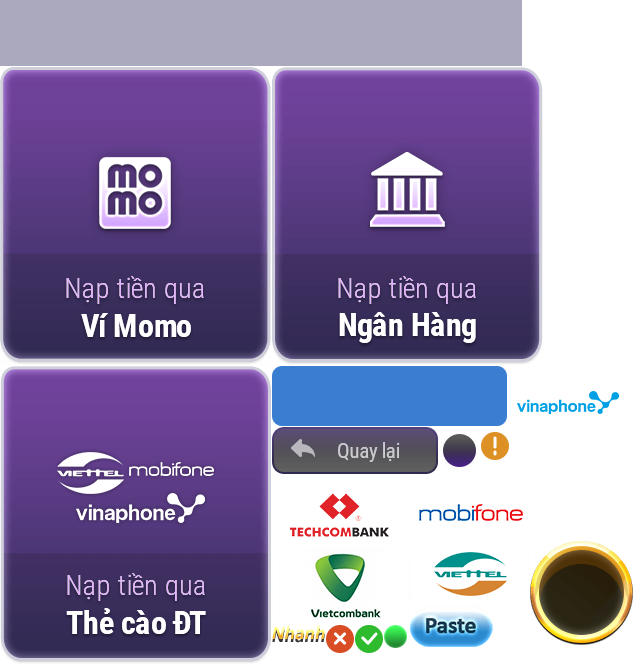 mo
mo
Nạp tiền qua
Ví Momo
Nạp tiền qua
Ngân Hàng
VIETTEL mobifone
vinaphone
Nạp tiền qua
Thẻ cào ĐT
vinaphone
Quay lại
TECHCOMBANK
mobifone
Vietcombank
VIETTEL
Nhanh
Paste